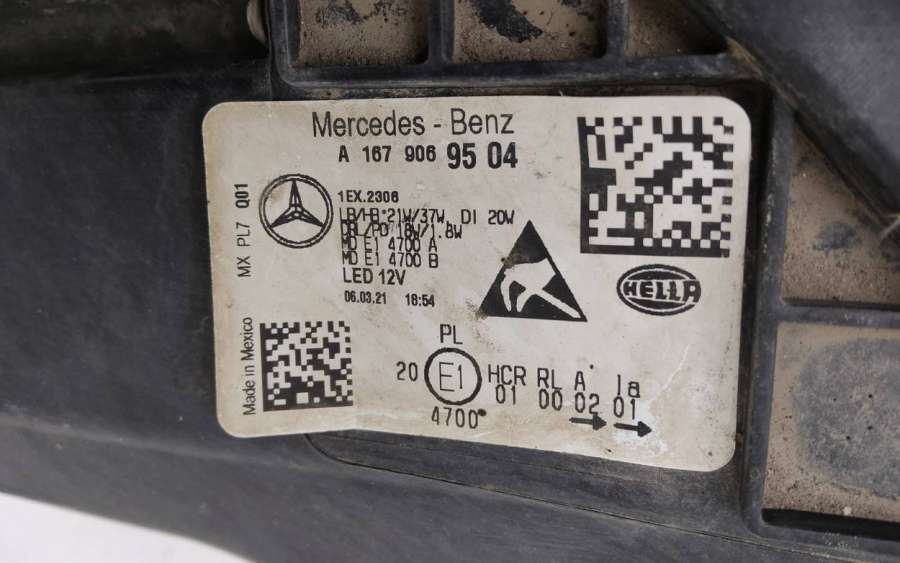 Mercedes - Benz
A 167 906 95 04
MX PL7 Q01
1EX.2306
LB/HB 21W/37W, DI 20W
DRL/PO 18W/1.8W
MD E1 4700 A
MD E1 4700 B
LED 12V
06.03.21 18:54
HELLA
Made in Mexico
PL
20 E1 HCR RL A Ia
01 00 02 01
4700